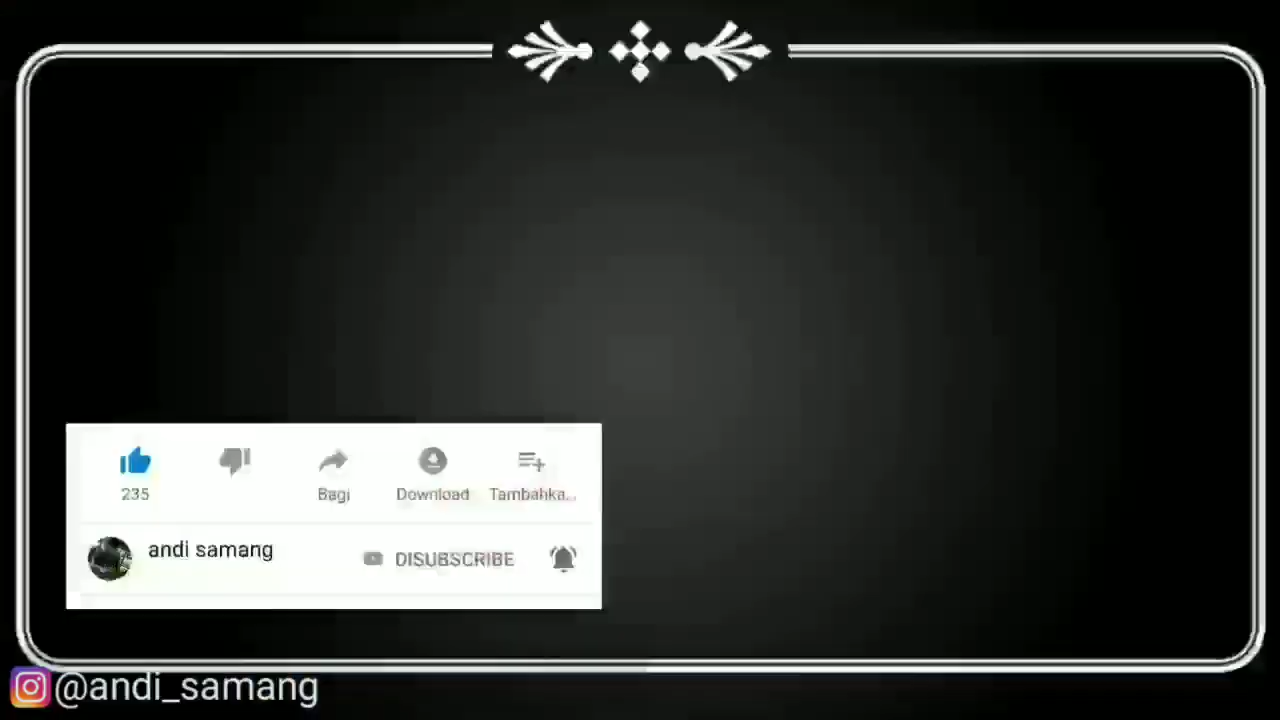 235
Bagi
Download
Tambahka...
andi samang
DISUBSCRIBE
@andi_samang